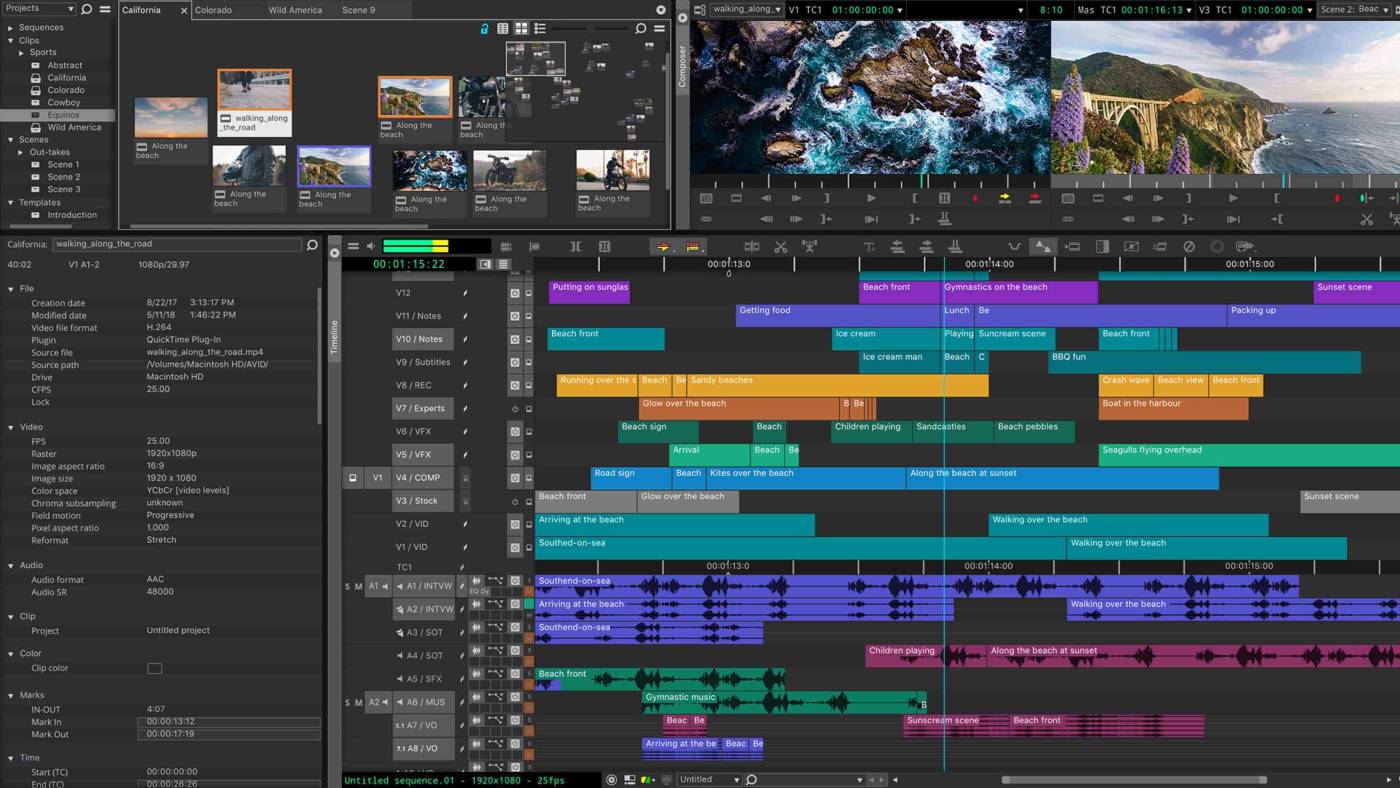 Projects
Sequences
Clips
Sports
Abstract
California
Colorado
Cowboy
Equinox
Wild America
Scenes
Out-takes
Scene 1
Scene 2
Scene 3
Templates
Introduction
California
Colorado
Wild America
Scene 9
Along the beach
walking_along
_the_road
Along the
beach
Along the
beach
Along the
beach
Along th
beach
Along the
beach
Along the
beach
Along the
beach
Composer
walking_along_
V1 TC1 01:00:00:00
8:10
Mas TC1 00:01:16:13
V3 TC1 01:00:00:00
Scene 2: Beac
California: walking_along_the_road
40:02 V1 A1-2 1080p/29.97
File
Creation date 8/22/17 3:13:17 PM
Modified date 5/11/18 1:46:22 PM
Video file format H.264
Plugin QuickTime Plug-In
Source file walking_along_the_road.mp4
Source path /Volumes/Macintosh HD/AVID/
Drive Macintosh HD
CFPS 25.00
Lock
Video
FPS 25.00
Raster 1920x1080p
Image aspect ratio 16:9
Image size 1920 x 1080
Color space YCbCr [video levels]
Chroma subsampling unknown
Field motion Progressive
Pixel aspect ratio 1.000
Reformat Stretch
Audio
Audio format AAC
Audio SR 48000
Clip
Project Untitled project
Color
Clip color
Marks
IN-OUT 4:07
Mark In 00:00:13:12
Mark Out 00:00:17:19
Time
Start (TC) 00:00:00:00
End (TC) 00:00:26:26
Timeline
00:01:15:22
00:01:13:0 00:01:14:00 00:01:15:00
V12 Putting on sunglas Beach front Gymnastics on the beach Sunset scene
V11 / Notes Getting food Lunch Be Packing up
V10 / Notes Beach front Ice cream Playing Suncream scene Beach front
V9 / Subtitles Ice cream man Beach C BBQ fun
V8 / REC Running over the s Beach Be Sandy beaches Crash wave Beach view Beach front
V7 / Experts Glow over the beach B Be Boat in the harbour
V6 / VFX Beach sign Beach Children playing Sandcastles Beach pebbles
V5 / VFX Arrival Beach Be Seagulls flying overhead
V1 V4 / COMP Road sign Beach Kites over the beach Along the beach at sunset
V3 / Stock Beach front Glow over the beach Sunset scene
V2 / VID Arriving at the beach Walking over the beach
V1 / VID Southed-on-sea Walking over the beach
TC1 00:01:13:0 00:01:14:00 00:01:15:00
S M A1 A1 / INTVW EQ Dy Southend-on-sea
A2 / INTVW Arriving at the beach Walking over the beach
A3 / SOT Southend-on-sea
A4 / SOT Children playing Along the beach at sunset
A5 / SFX Beach front
S M A2 A6 / MUS Gymnastic music B
5.1 A7 / VO Beac Be Sunscream scene Beach front
7.1 A8 / VO Arriving at the be Beac Be
Untitled sequence.01 - 1920x1080 - 25fps
Untitled